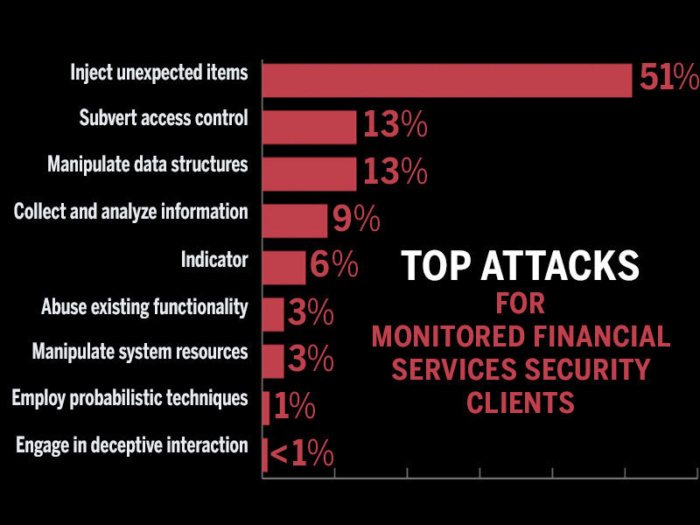 Inject unexpected items 51%
Subvert access control 13%
Manipulate data structures 13%
Collect and analyze information 9%
Indicator 6%
Abuse existing functionality 3%
Manipulate system resources 3%
Employ probabilistic techniques 1%
Engage in deceptive interaction <1%
TOP ATTACKS
FOR
MONITORED FINANCIAL
SERVICES SECURITY
CLIENTS